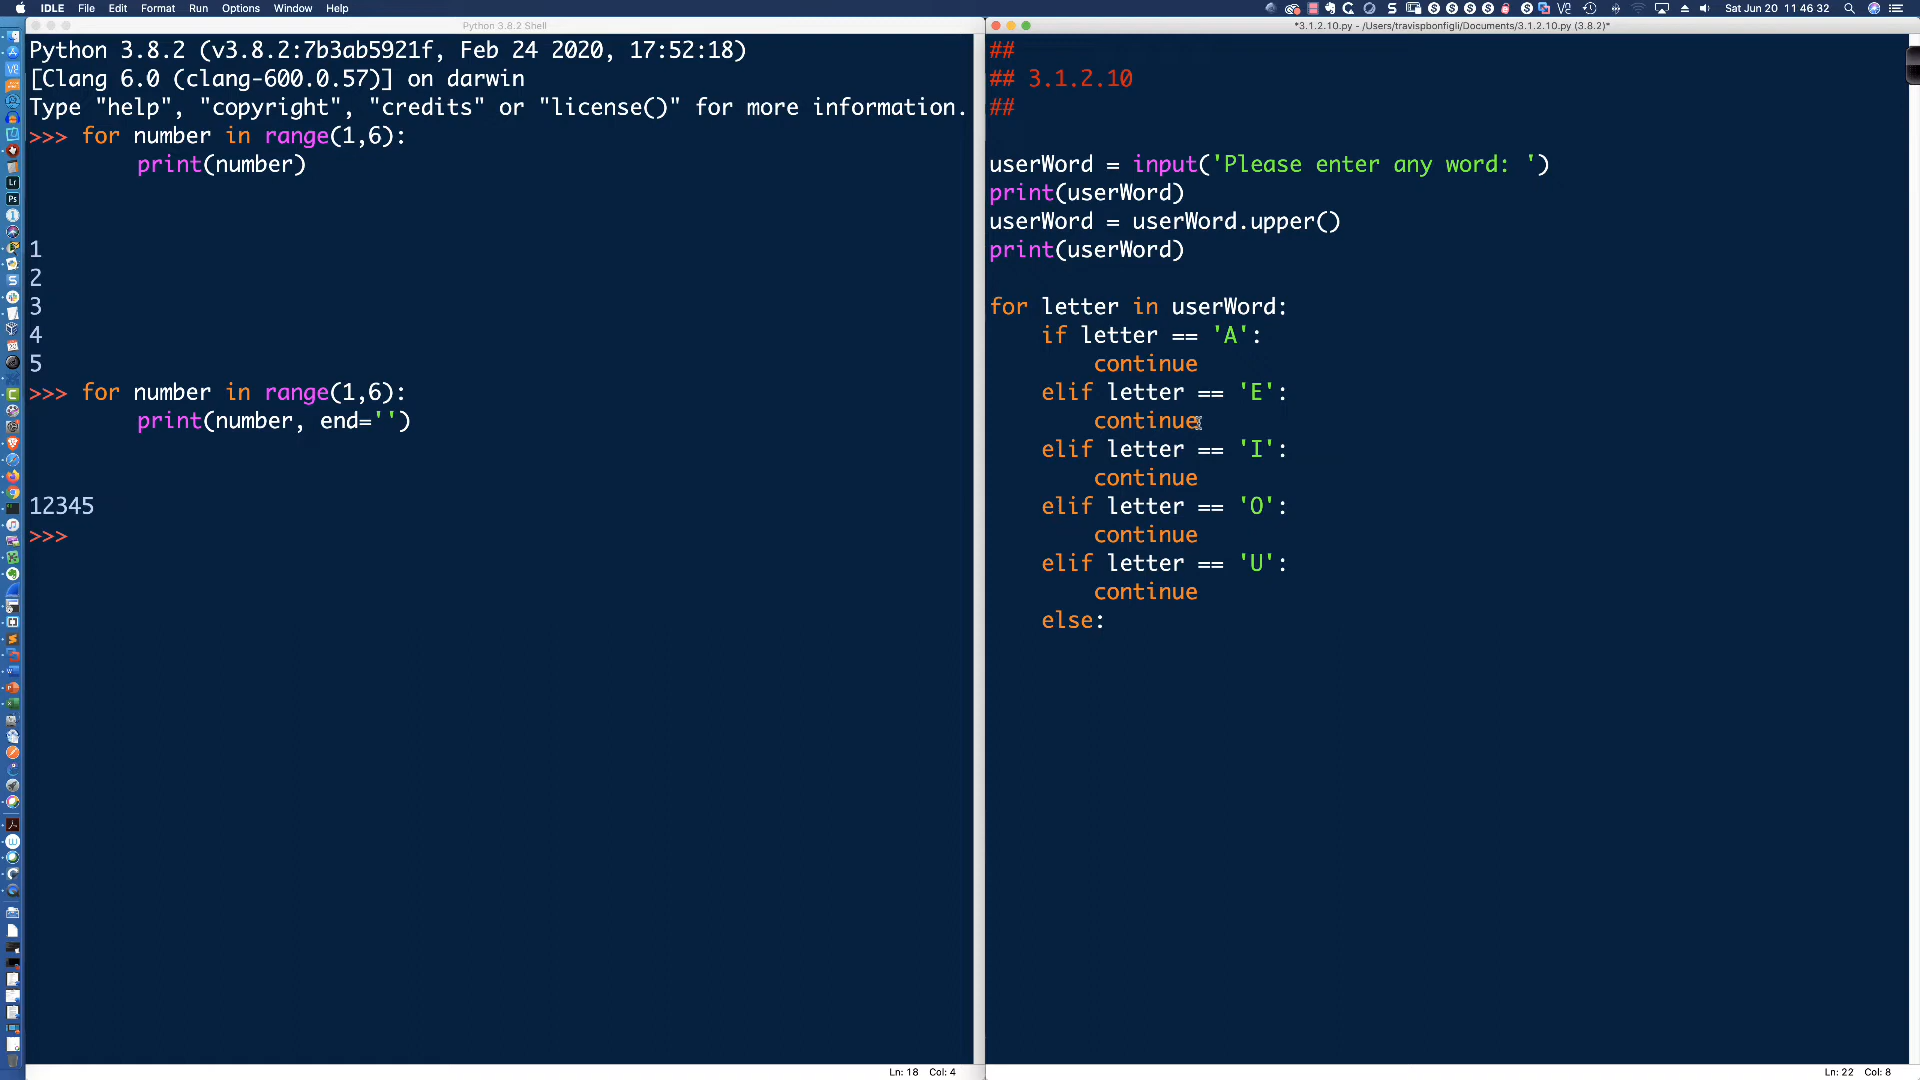 IDLE File Edit Format Run Options Window Help
Sat Jun 20 11 46 32
Python 3.8.2 Shell
Python 3.8.2 (v3.8.2:7b3ab5921f, Feb 24 2020, 17:52:18)
[Clang 6.0 (clang-600.0.57)] on darwin
Type "help", "copyright", "credits" or "license()" for more information.
>>> for number in range(1,6):
print(number)
1
2
3
4
5
>>> for number in range(1,6):
print(number, end='')
12345
>>>
Ln: 18 Col: 4
*3.1.2.10.py - /Users/travispbonfigli/Documents/3.1.2.10.py (3.8.2)*
##
## 3.1.2.10
##
userWord = input('Please enter any word: ')
print(userWord)
userWord = userWord.upper()
print(userWord)
for letter in userWord:
if letter == 'A':
continue
elif letter == 'E':
continue
elif letter == 'I':
continue
elif letter == 'O':
continue
elif letter == 'U':
continue
else:
Ln: 22 Col: 8